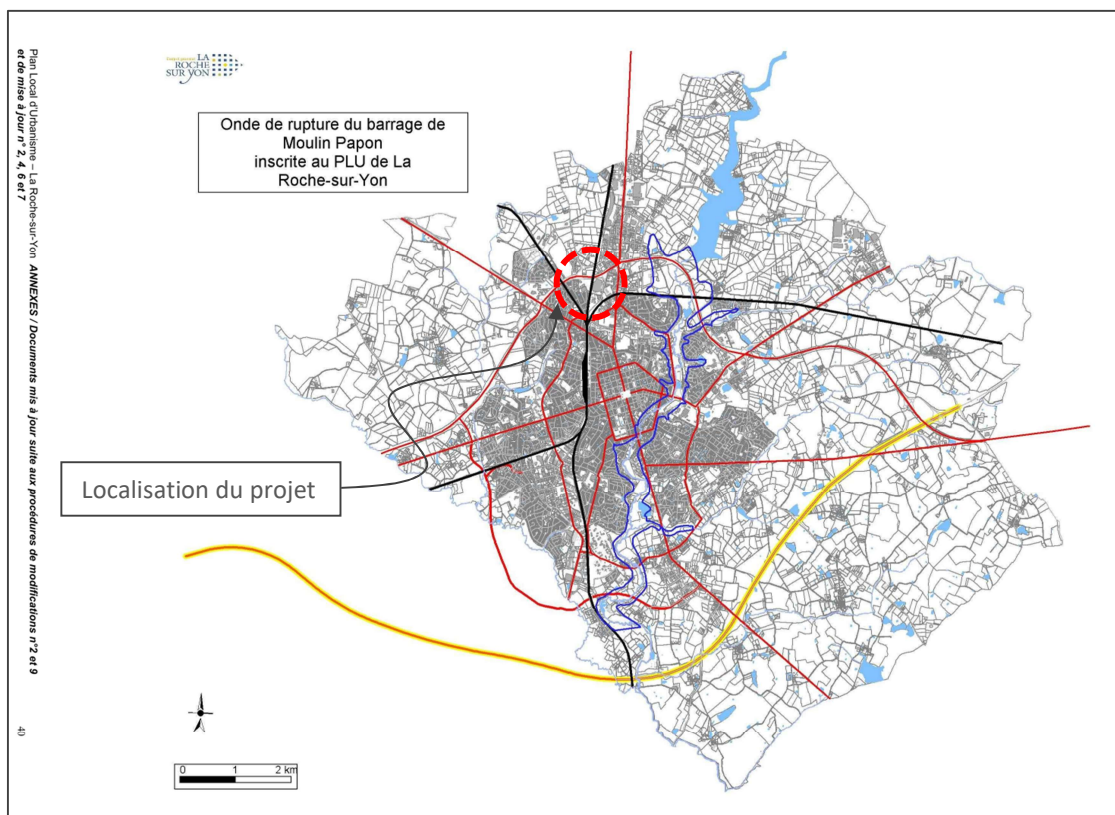 LA
ROCHE
SUR YON
Onde de rupture du barrage de
Moulin Papon
inscrite au PLU de La
Roche-sur-Yon
Localisation du projet
0 1 2 km
Plan Local d'Urbanisme – La Roche-sur-Yon ANNEXES / Documents mis à jour suite aux procédures de modifications n°2 et 9
et de mise à jour n° 2, 4, 6 et 7
40